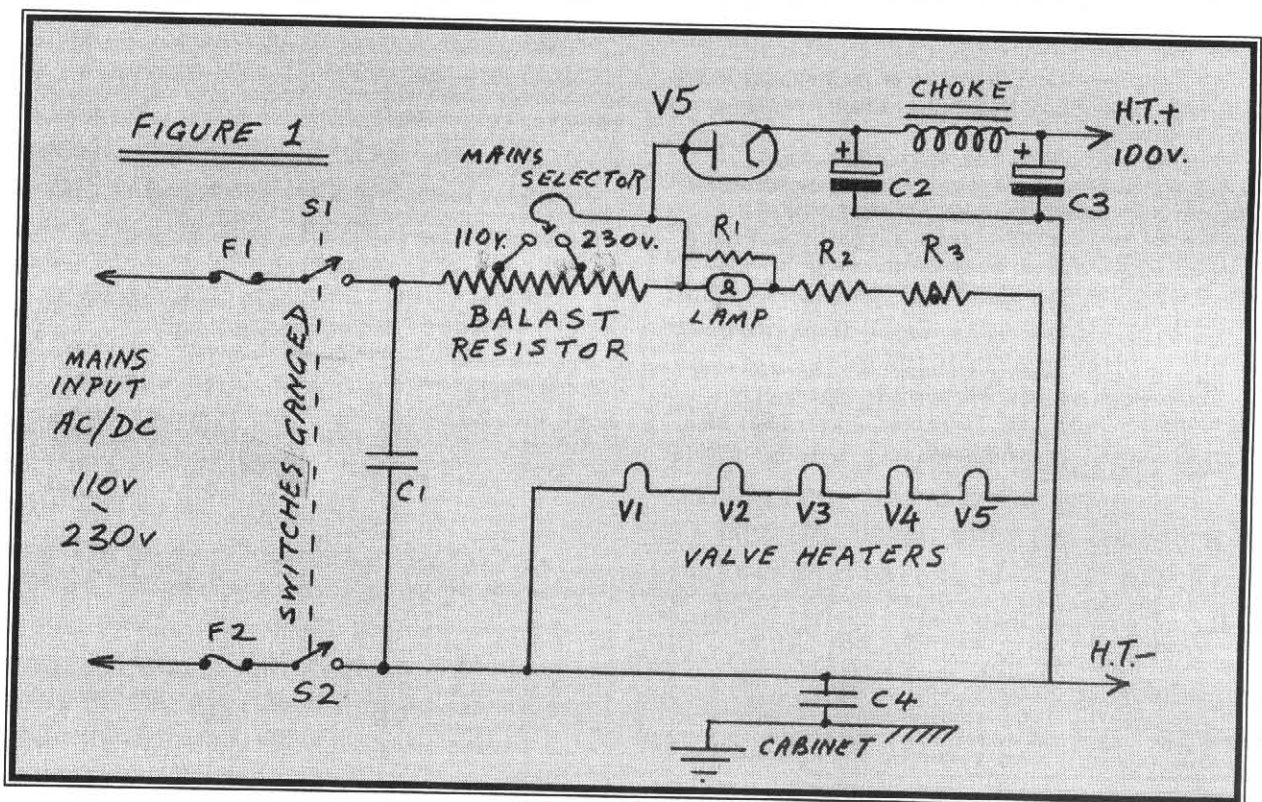 FIGURE 1
V5
CHOKE
H.T.+
100V.
MAINS
SELECTOR
C2
C3
S1
F1
110V.
230V.
R1
R2
R3
BALAST
RESISTOR
LAMP
MAINS
INPUT
AC/DC
110V
230V
SWITCHES GANGED
C1
V1
V2
V3
V4
V5
VALVE HEATERS
F2
S2
H.T.-
C4
CABINET